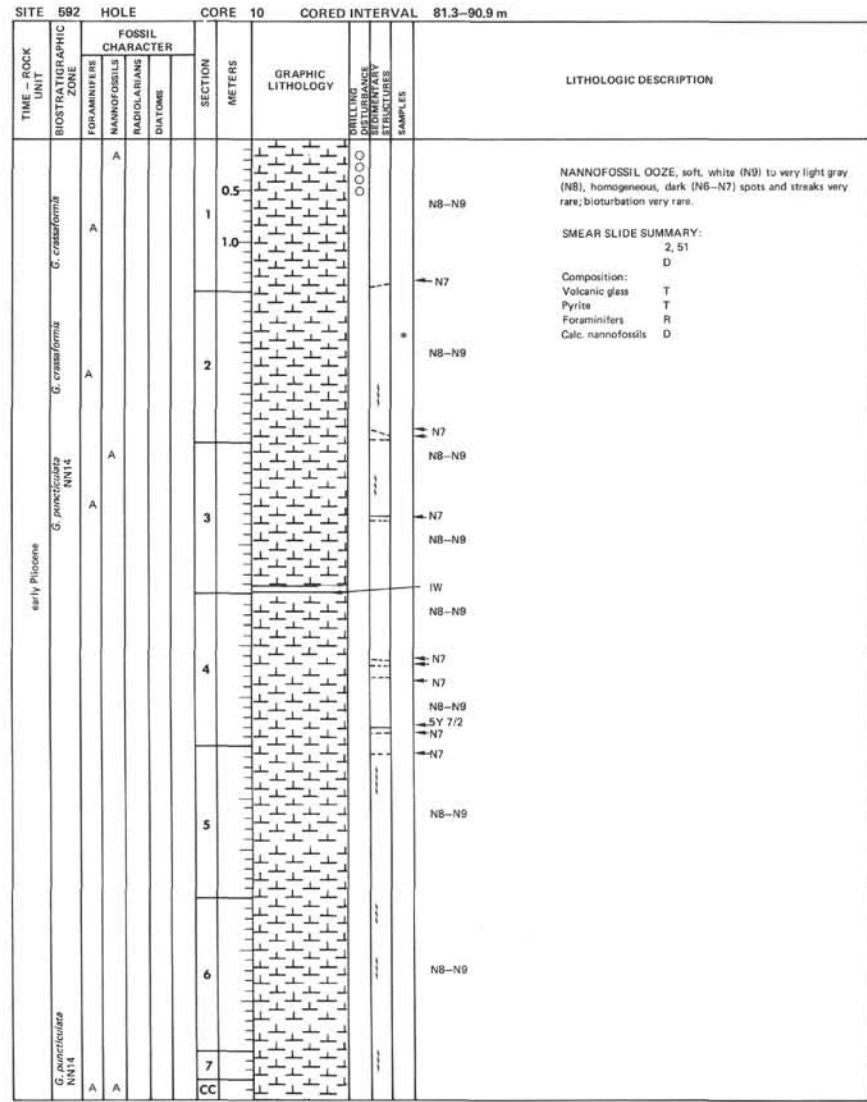 SITE 592 HOLE CORE 10 CORED INTERVAL 81.3–90.9 m
TIME – ROCK UNIT
BIOSTRATIGRAPHIC ZONE
FOSSIL CHARACTER
FORAMINIFERS
NANNOFOSSILS
RADIOLARIANS
DIATOMS
SECTION
METERS
GRAPHIC LITHOLOGY
DRILLING DISTURBANCE
SEDIMENTARY STRUCTURES
SAMPLES
LITHOLOGIC DESCRIPTION
early Pliocene
G. crassaformis
G. crassaformis
G. puncticulata
NN14
G. puncticulata
NN14
A
A
A
A
A
A A
1
0.5
1.0
2
3
4
5
6
7
CC
*
N8–N9
N7
N8–N9
N7
N8–N9
N7
N8–N9
IW
N8–N9
N7
N7
N8–N9
5Y 7/2
N7
N7
N8–N9
N8–N9
NANNOFOSSIL OOZE, soft, white (N9) to very light gray
(N8), homogeneous, dark (N6–N7) spots and streaks very
rare; bioturbation very rare.
SMEAR SLIDE SUMMARY:
2, 51
D
Composition:
Volcanic glass T
Pyrite T
Foraminifers R
Calc. nannofossils D